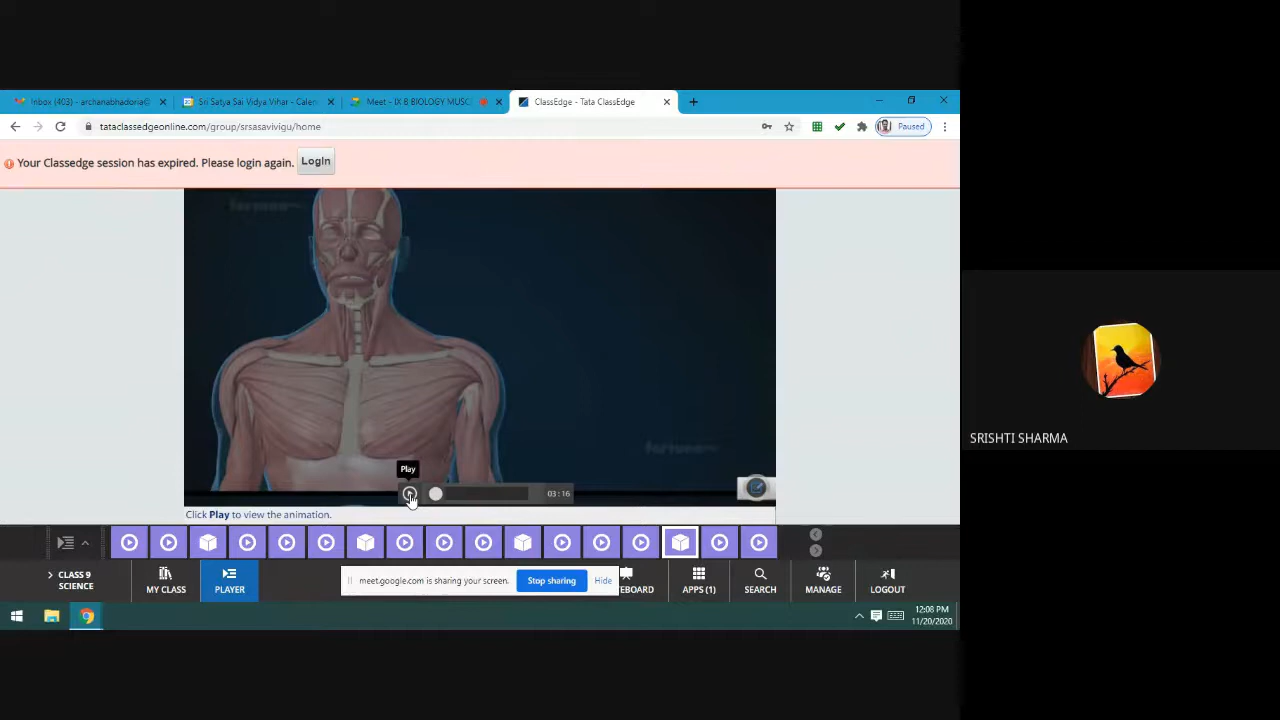 Inbox (403) - archanabhadoria@
Sri Satya Sai Vidya Vihar - Calen
Meet - IX B BIOLOGY MUSC
ClassEdge - Tata ClassEdge
tataclassedgeonline.com/group/srsasavivigu/home
Paused
Your Classedge session has expired. Please login again.
Login
Play
03:16
Click Play to view the animation.
SRISHTI SHARMA
CLASS 9
SCIENCE
MY CLASS
PLAYER
meet.google.com is sharing your screen.
Stop sharing
Hide
EBOARD
APPS (1)
SEARCH
MANAGE
LOGOUT
12:08 PM
11/20/2020